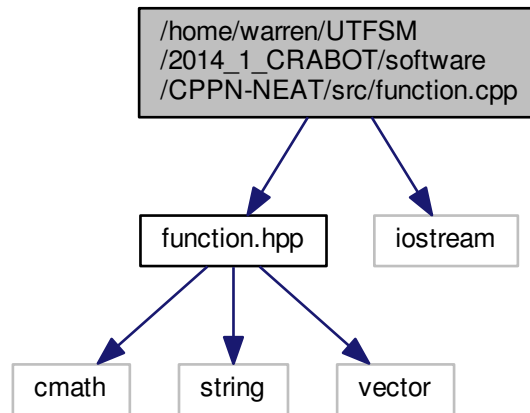 /home/warren/UTFSM
/2014_1_CRABOT/software
/CPPN-NEAT/src/function.cpp
function.hpp
iostream
cmath
string
vector